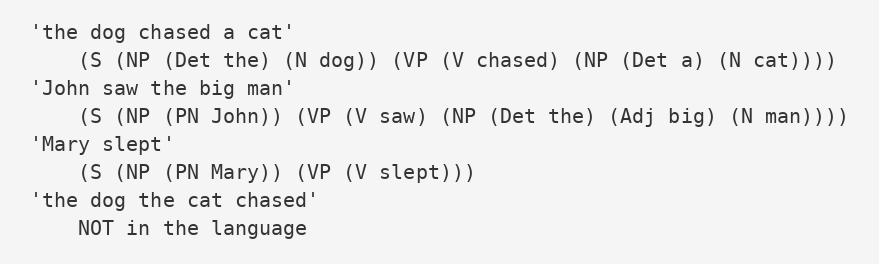 'the dog chased a cat'
    (S (NP (Det the) (N dog)) (VP (V chased) (NP (Det a) (N cat))))
'John saw the big man'
    (S (NP (PN John)) (VP (V saw) (NP (Det the) (Adj big) (N man))))
'Mary slept'
    (S (NP (PN Mary)) (VP (V slept)))
'the dog the cat chased'
    NOT in the language